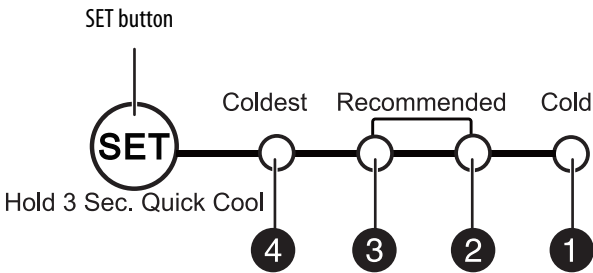 SET button
Coldest Recommended Cold
SET
Hold 3 Sec. Quick Cool
4 3 2 1